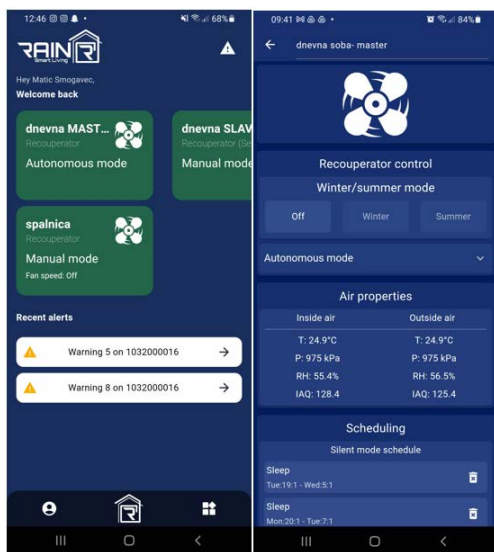 12:46
68%
RAIN R
Smart Living
Hey Matic Smogavec,
Welcome back
dnevna MAST...
Recouperator
Autonomous mode
dnevna SLAV
Recouperator (Se
Manual mode
spalnica
Recouperator
Manual mode
Fan speed: Off
Recent alerts
Warning 5 on 1032000016
Warning 8 on 1032000016
R
09:41
84%
dnevna soba- master
Recouperator control
Winter/summer mode
Off
Winter
Summer
Autonomous mode
Air properties
Inside air
Outside air
T: 24.9°C
T: 24.9°C
P: 975 kPa
P: 975 kPa
RH: 55.4%
RH: 56.5%
IAQ: 128.4
IAQ: 125.4
Scheduling
Silent mode schedule
Sleep
Tue:19:1 - Wed:5:1
Sleep
Mon:20:1 - Tue:7:1